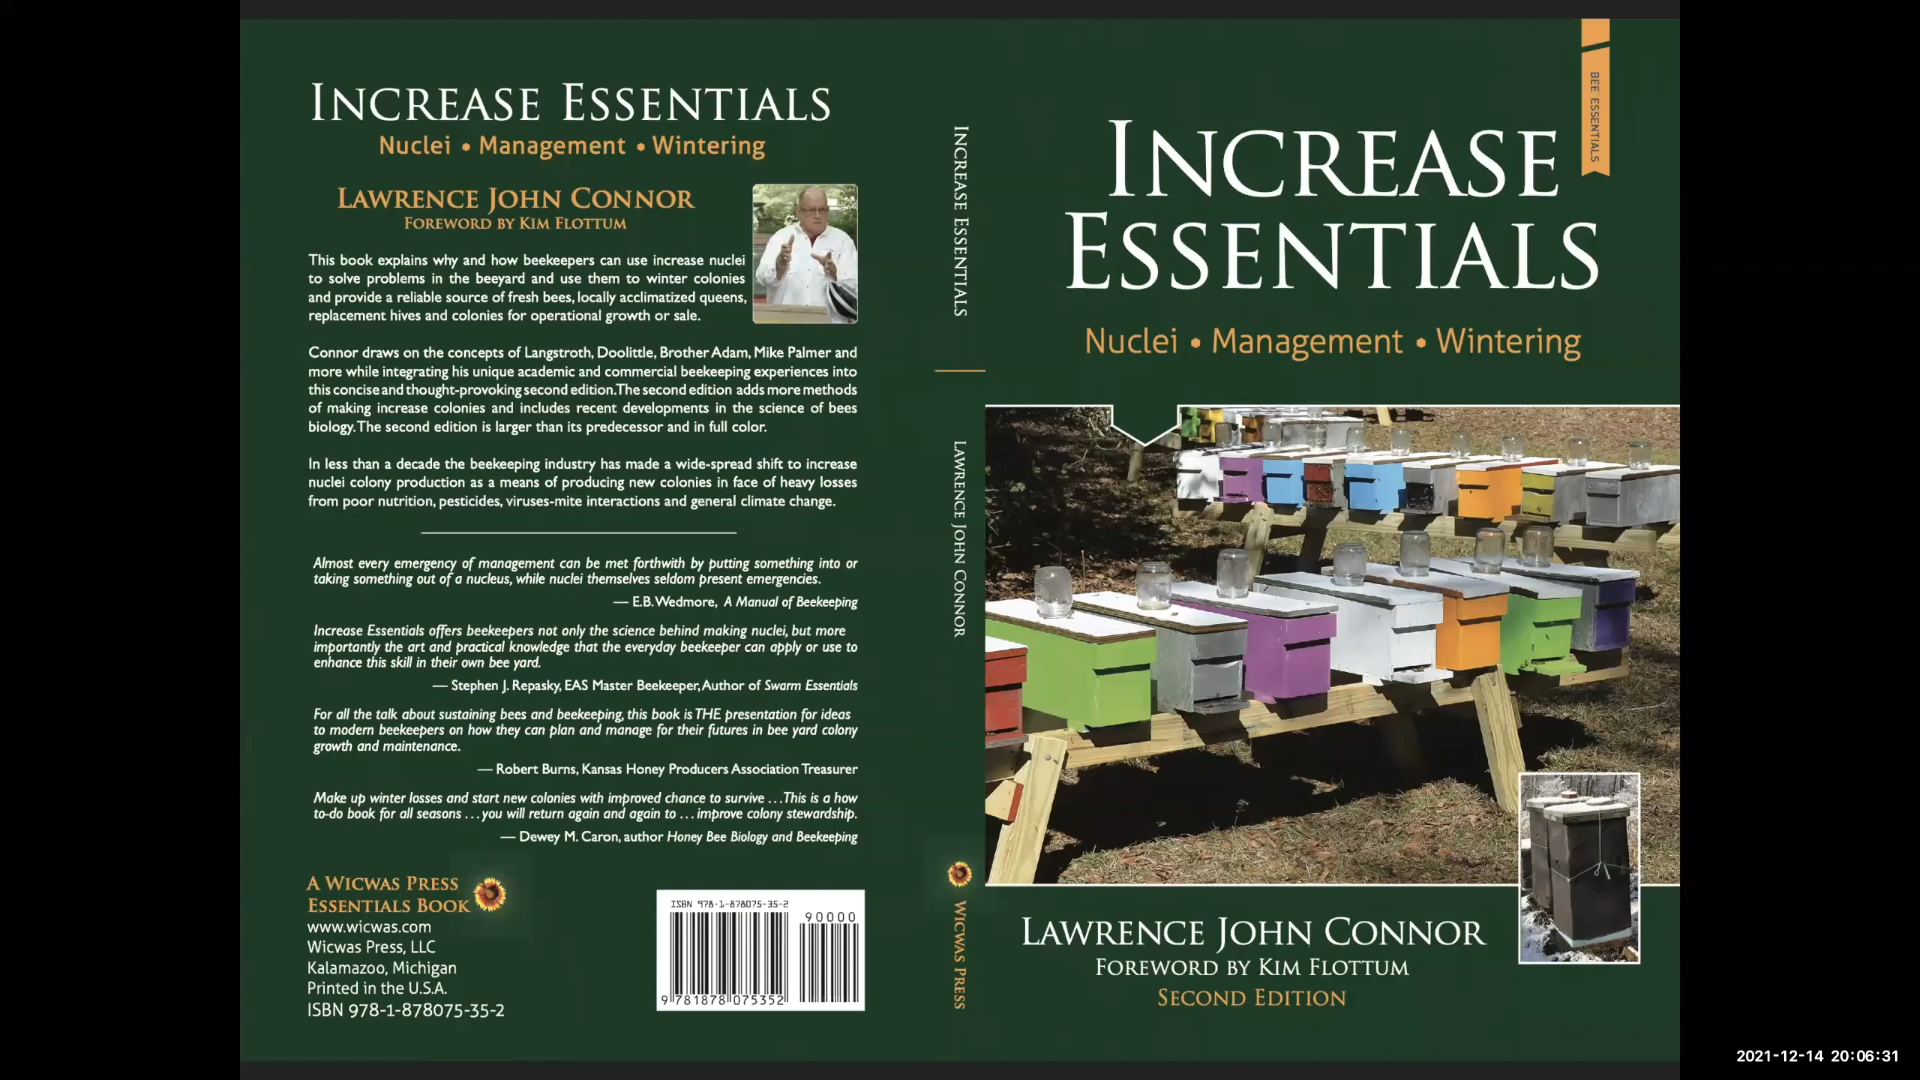 INCREASE ESSENTIALS
Nuclei • Management • Wintering
LAWRENCE JOHN CONNOR
FOREWORD BY KIM FLOTTUM
This book explains why and how beekeepers can use increase nuclei
to solve problems in the beeyard and use them to winter colonies
and provide a reliable source of fresh bees, locally acclimatized queens,
replacement hives and colonies for operational growth or sale.
Connor draws on the concepts of Langstroth, Doolittle, Brother Adam, Mike Palmer and
more while integrating his unique academic and commercial beekeeping experiences into
this concise and thought-provoking second edition. The second edition adds more methods
of making increase colonies and includes recent developments in the science of bees
biology. The second edition is larger than its predecessor and in full color.
In less than a decade the beekeeping industry has made a wide-spread shift to increase
nuclei colony production as a means of producing new colonies in face of heavy losses
from poor nutrition, pesticides, viruses-mite interactions and general climate change.
Almost every emergency of management can be met forthwith by putting something into or
taking something out of a nucleus, while nuclei themselves seldom present emergencies.
— E.B. Wedmore, A Manual of Beekeeping
Increase Essentials offers beekeepers not only the science behind making nuclei, but more
importantly the art and practical knowledge that the everyday beekeeper can apply or use to
enhance this skill in their own bee yard.
— Stephen J. Repasky, EAS Master Beekeeper, Author of Swarm Essentials
For all the talk about sustaining bees and beekeeping, this book is THE presentation for ideas
to modern beekeepers on how they can plan and manage for their futures in bee yard colony
growth and maintenance.
— Robert Burns, Kansas Honey Producers Association Treasurer
Make up winter losses and start new colonies with improved chance to survive . . . This is a how
to-do book for all seasons . . . you will return again and again to . . . improve colony stewardship.
— Dewey M. Caron, author Honey Bee Biology and Beekeeping
A WICWAS PRESS
ESSENTIALS BOOK
www.wicwas.com
Wicwas Press, LLC
Kalamazoo, Michigan
Printed in the U.S.A.
ISBN 978-1-878075-35-2
ISBN 978-1-878075-35-2
90000
9 781878 075352
INCREASE ESSENTIALS
LAWRENCE JOHN CONNOR
WICWAS PRESS
BEE ESSENTIALS
INCREASE
ESSENTIALS
Nuclei • Management • Wintering
LAWRENCE JOHN CONNOR
FOREWORD BY KIM FLOTTUM
SECOND EDITION
2021-12-14 20:06:31